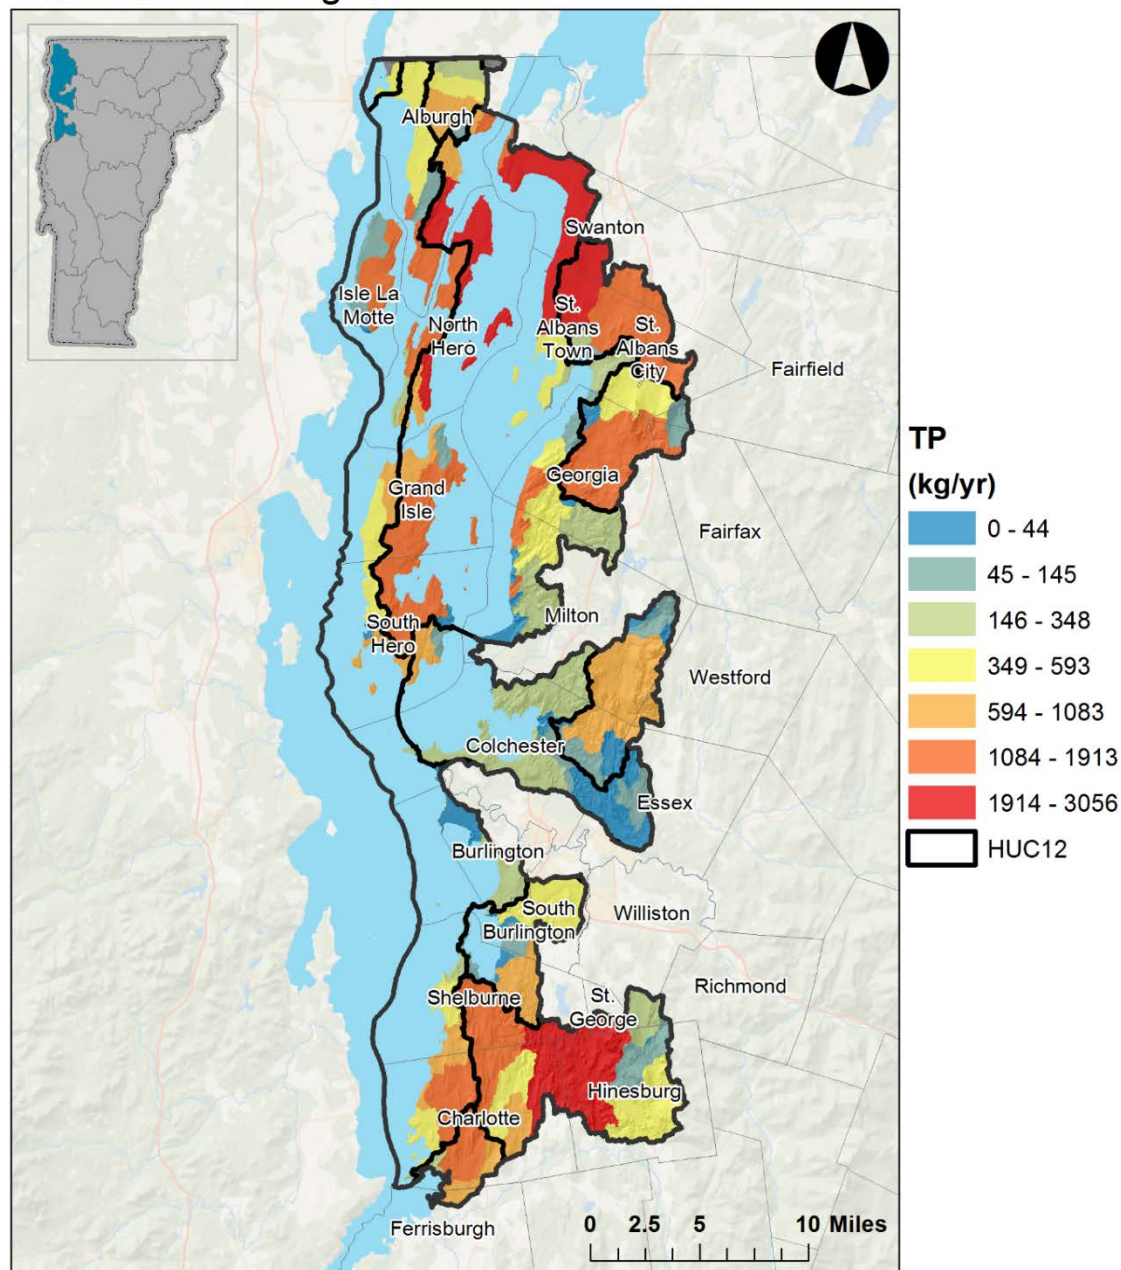 Alburgh
Swanton
Isle La
Motte
North
Hero
St.
Albans
Town
St.
Albans
City
Fairfield
Grand
Isle
Georgia
Fairfax
South
Hero
Milton
Westford
Colchester
Essex
Burlington
South
Burlington
Williston
Shelburne
St.
George
Richmond
Hinesburg
Charlotte
Ferrisburgh
0 2.5 5 10 Miles
TP
(kg/yr)
0 - 44
45 - 145
146 - 348
349 - 593
594 - 1083
1084 - 1913
1914 - 3056
HUC12